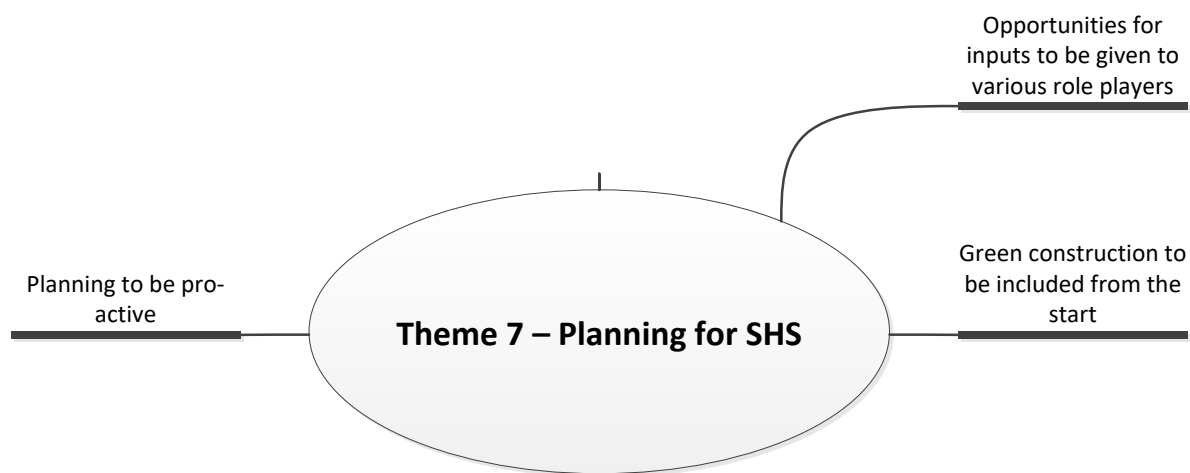 Opportunities for
inputs to be given to
various role players
Planning to be pro-
active
Theme 7 – Planning for SHS
Green construction to
be included from the
start